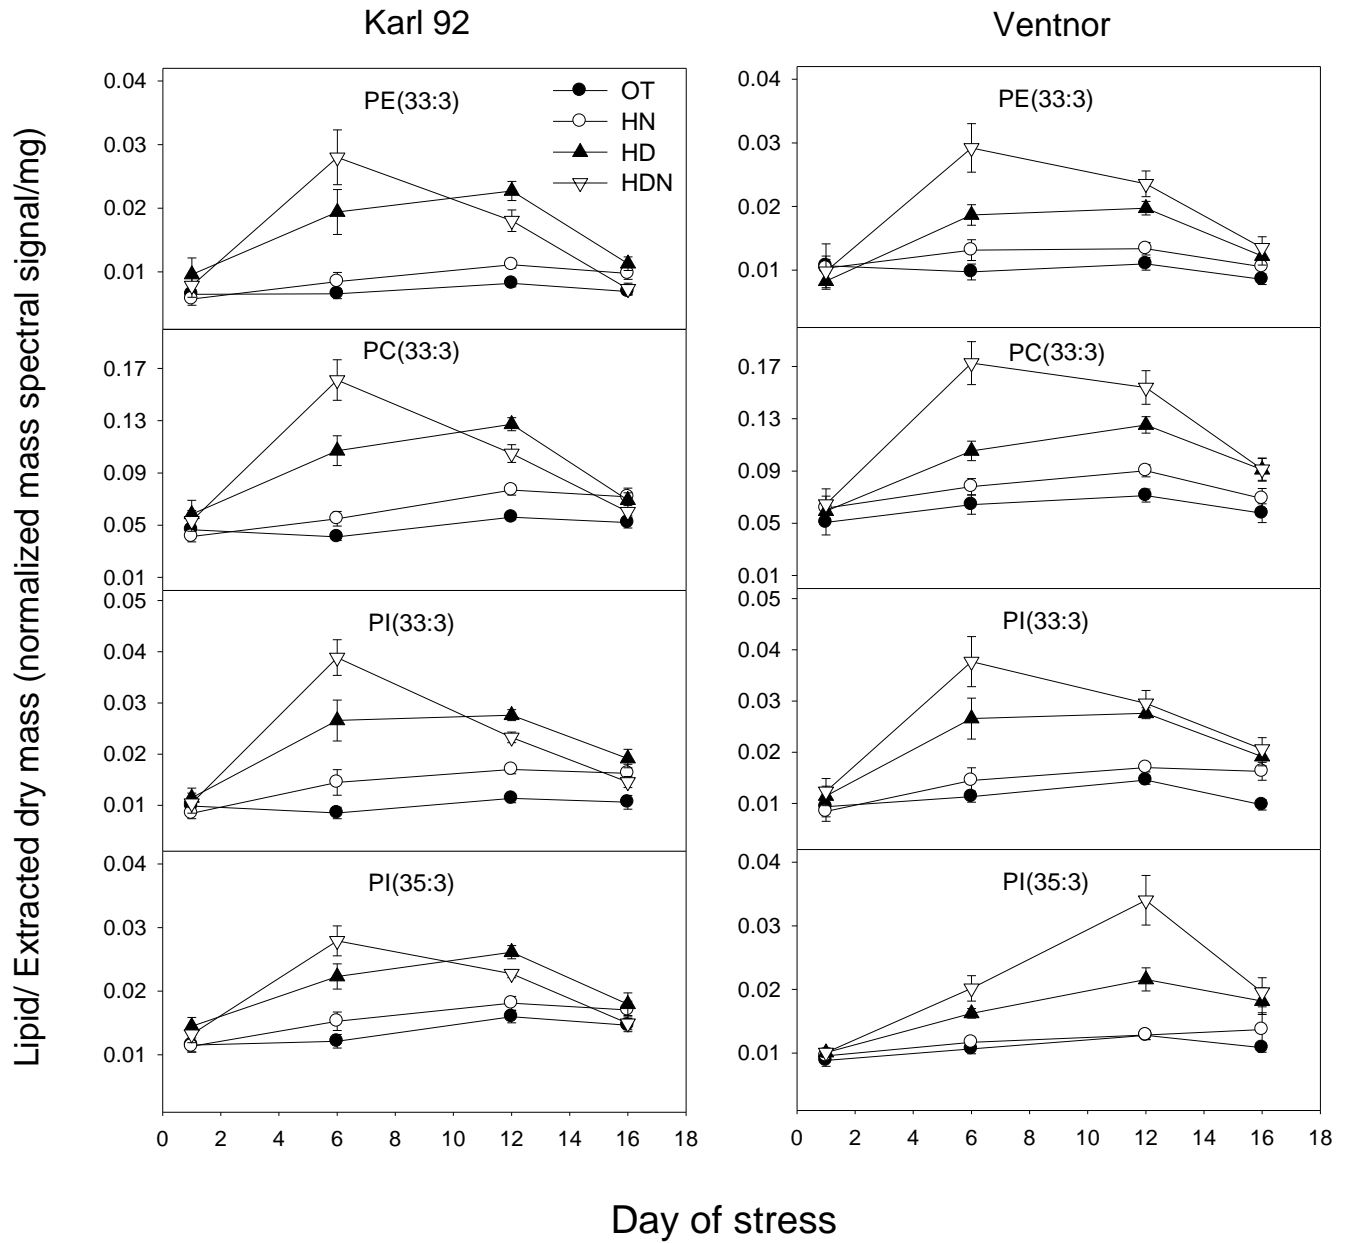 Karl 92
Ventnor
Lipid/ Extracted dry mass (normalized mass spectral signal/mg)
PE(33:3)
OT
HN
HD
HDN
0.04
0.03
0.02
0.01
PC(33:3)
0.17
0.13
0.09
0.05
0.01
PI(33:3)
0.05
0.04
0.03
0.02
0.01
PI(35:3)
0.04
0.03
0.02
0.01
0 2 4 6 8 10 12 14 16 18
PE(33:3)
0.04
0.03
0.02
0.01
PC(33:3)
0.17
0.13
0.09
0.05
0.01
PI(33:3)
0.05
0.04
0.03
0.02
0.01
PI(35:3)
0.04
0.03
0.02
0.01
0 2 4 6 8 10 12 14 16 18
Day of stress